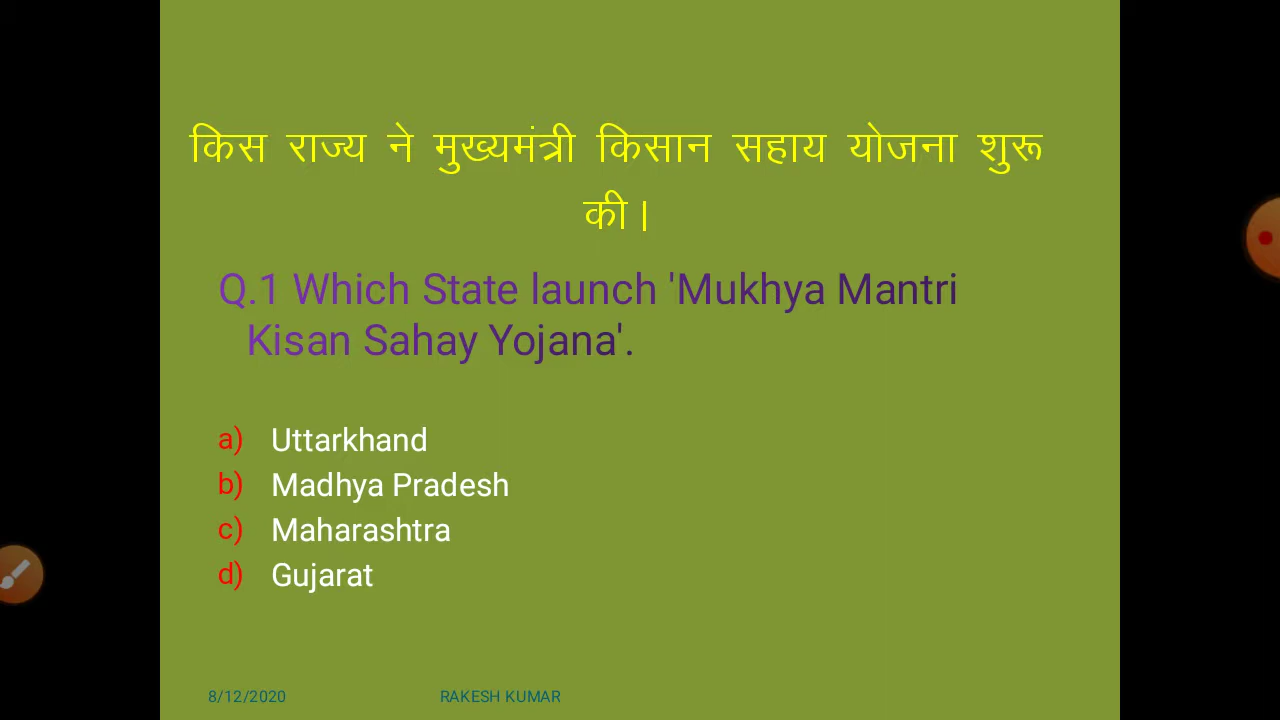 किस राज्य ने मुख्यमंत्री किसान सहाय योजना शुरू
की।
Q.1 Which State launch 'Mukhya Mantri
Kisan Sahay Yojana'.
a) Uttarkhand
b) Madhya Pradesh
c) Maharashtra
d) Gujarat
8/12/2020 RAKESH KUMAR